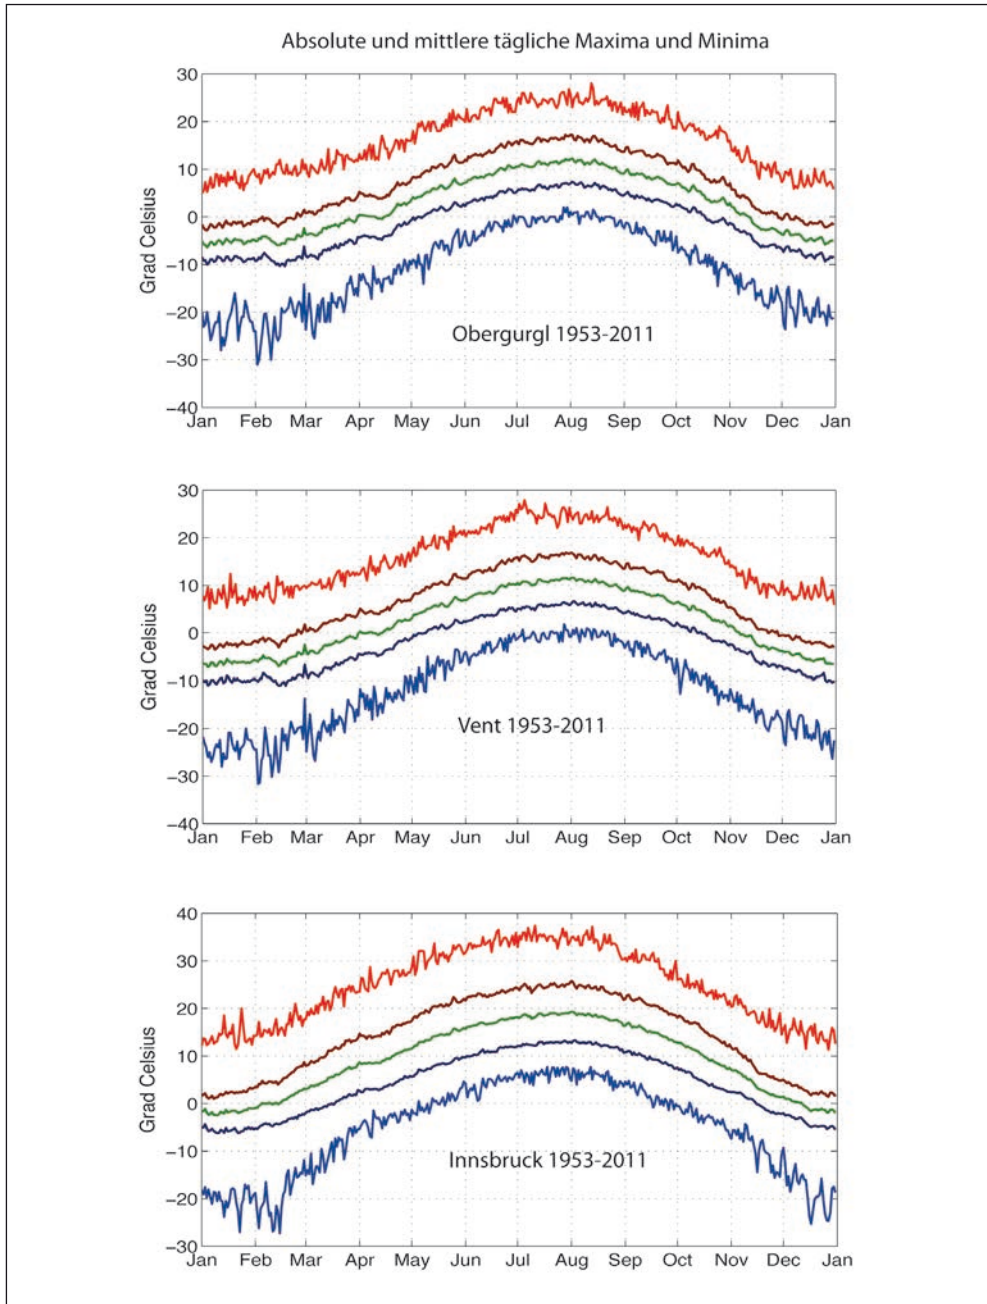 Absolute und mittlere tägliche Maxima und Minima
30
20
10
0
−10
−20
−30
−40
Grad Celsius
Obergurgl 1953-2011
Jan Feb Mar Apr May Jun Jul Aug Sep Oct Nov Dec Jan
30
20
10
0
−10
−20
−30
−40
Grad Celsius
Vent 1953-2011
Jan Feb Mar Apr May Jun Jul Aug Sep Oct Nov Dec Jan
40
30
20
10
0
−10
−20
−30
Grad Celsius
Innsbruck 1953-2011
Jan Feb Mar Apr May Jun Jul Aug Sep Oct Nov Dec Jan